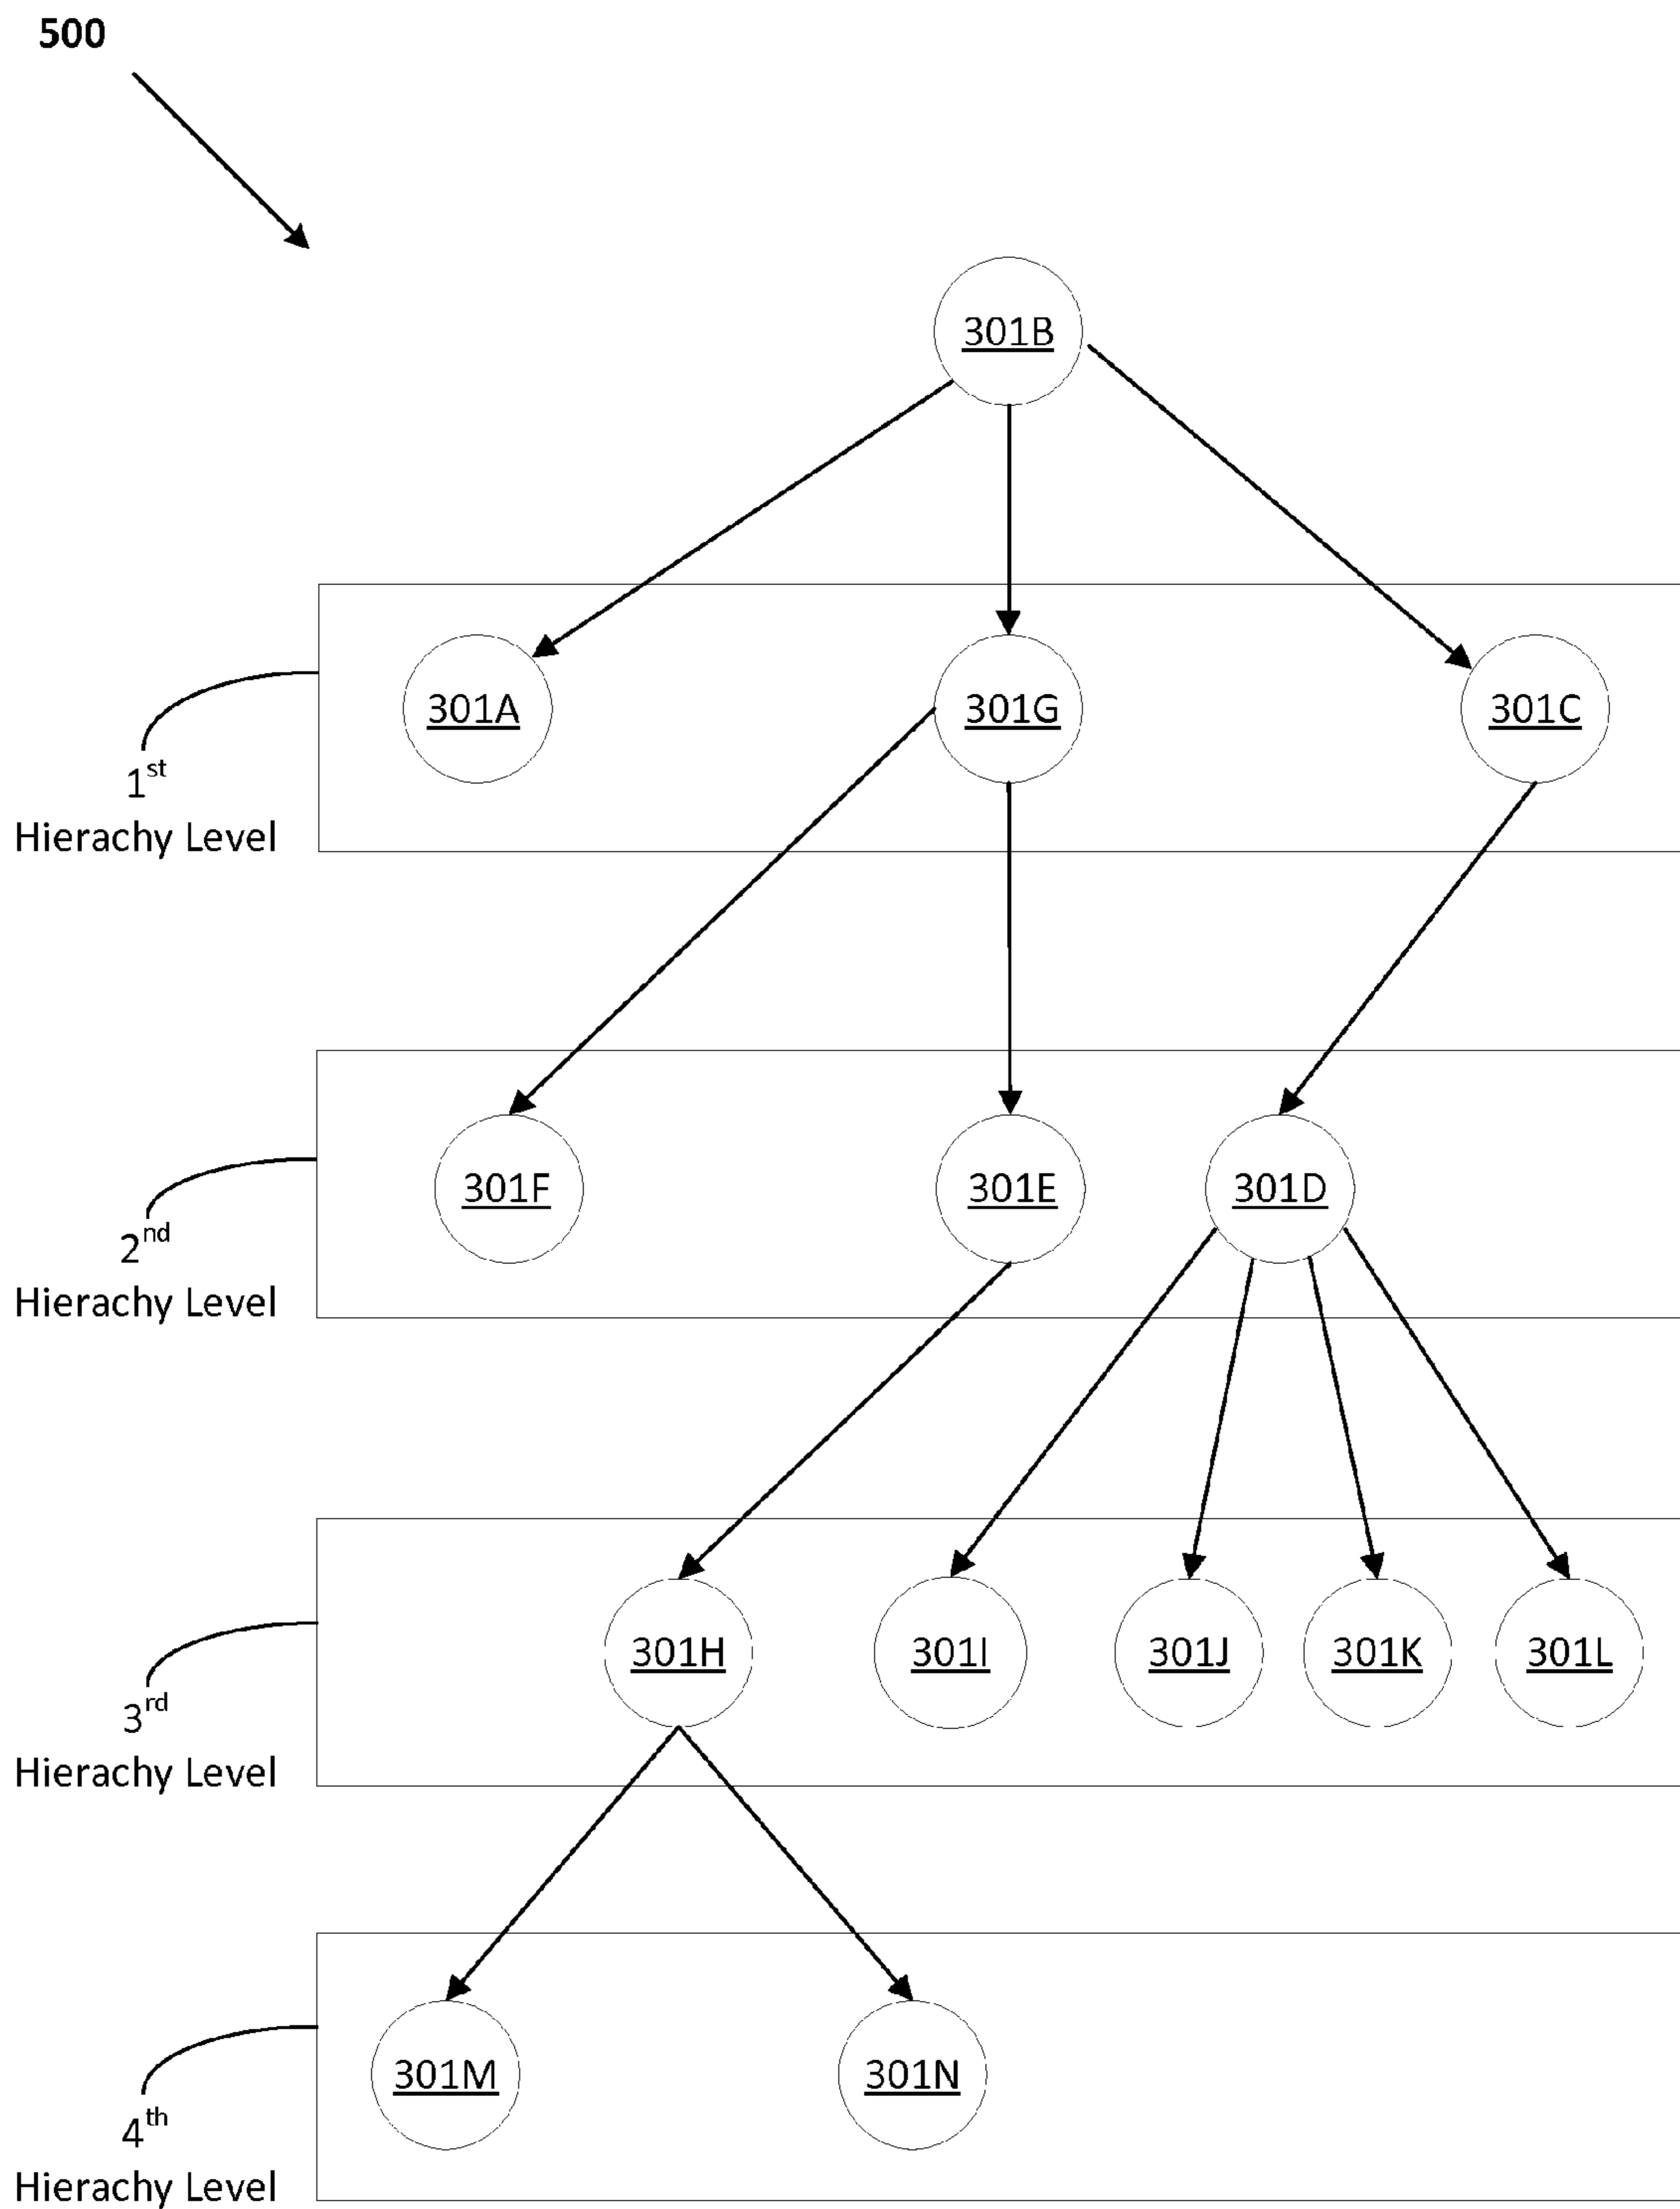 500
301B
301A 301G 301C
1st
Hierachy Level
301F 301E 301D
2nd
Hierachy Level
301H 301I 301J 301K 301L
3rd
Hierachy Level
301M 301N
4th
Hierachy Level